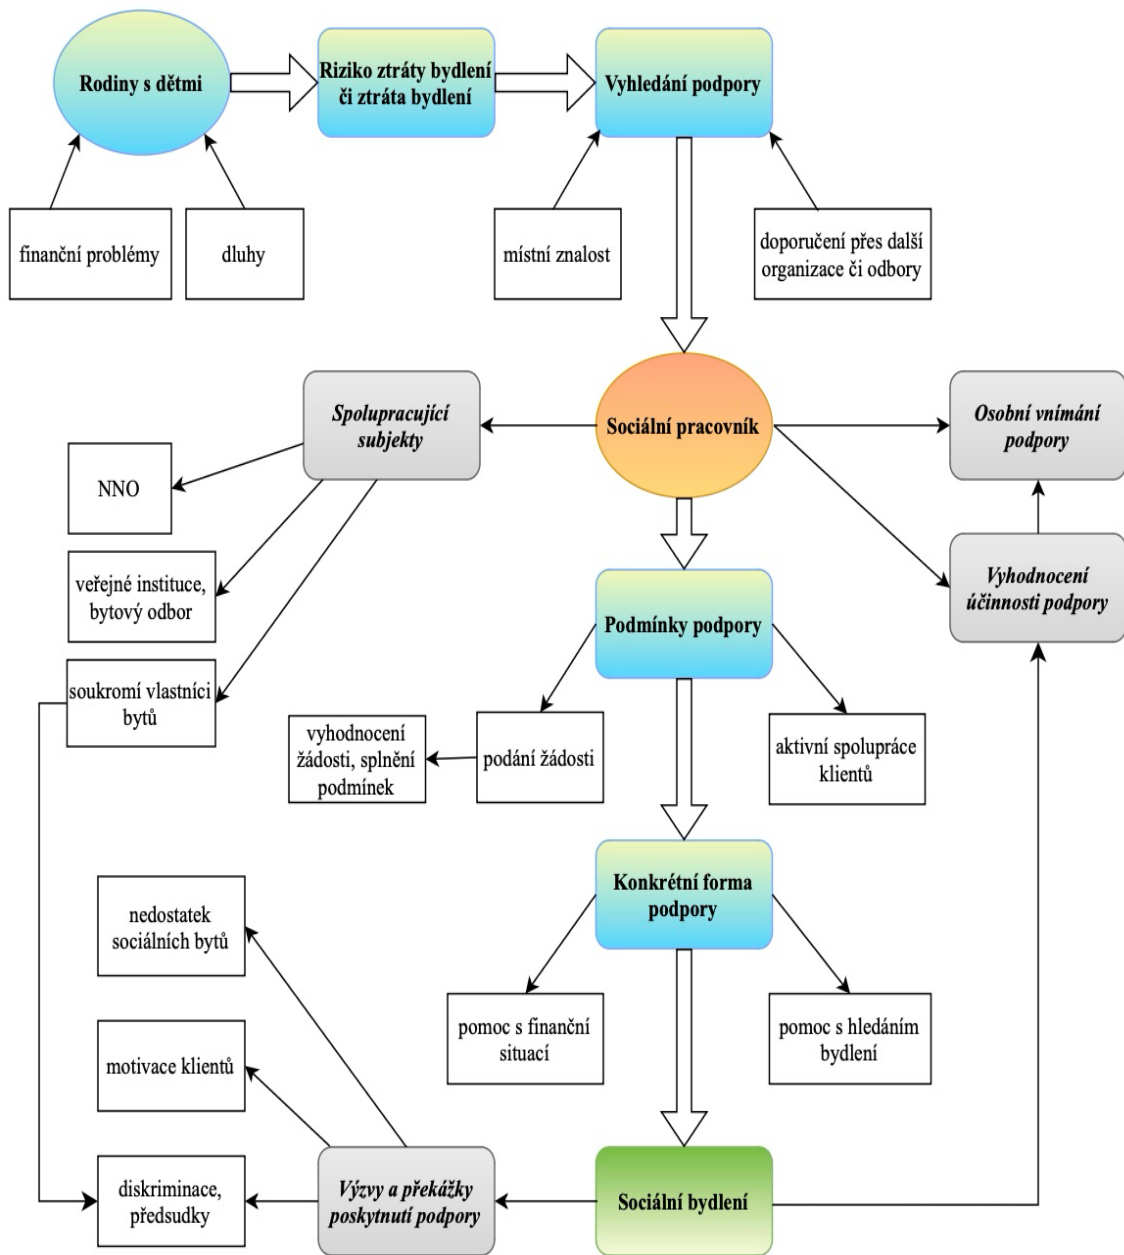 Rodiny s dětmi
Riziko ztráty bydlení
či ztráta bydlení
Vyhledání podpory
finanční problémy
dluhy
místní znalost
doporučení přes další
organizace či odbory
Spolupracující
subjekty
Sociální pracovník
Osobní vnímání
podpory
NNO
veřejné instituce,
bytový odbor
soukromí vlastníci
bytů
Podmínky podpory
Vyhodnocení
účinnosti podpory
vyhodnocení
žádosti, splnění
podmínek
podání žádosti
aktivní spolupráce
klientů
Konkrétní forma
podpory
nedostatek
sociálních bytů
motivace klientů
pomoc s finanční
situací
pomoc s hledáním
bydlení
diskriminace,
předsudky
Výzvy a překážky
poskytnutí podpory
Sociální bydlení